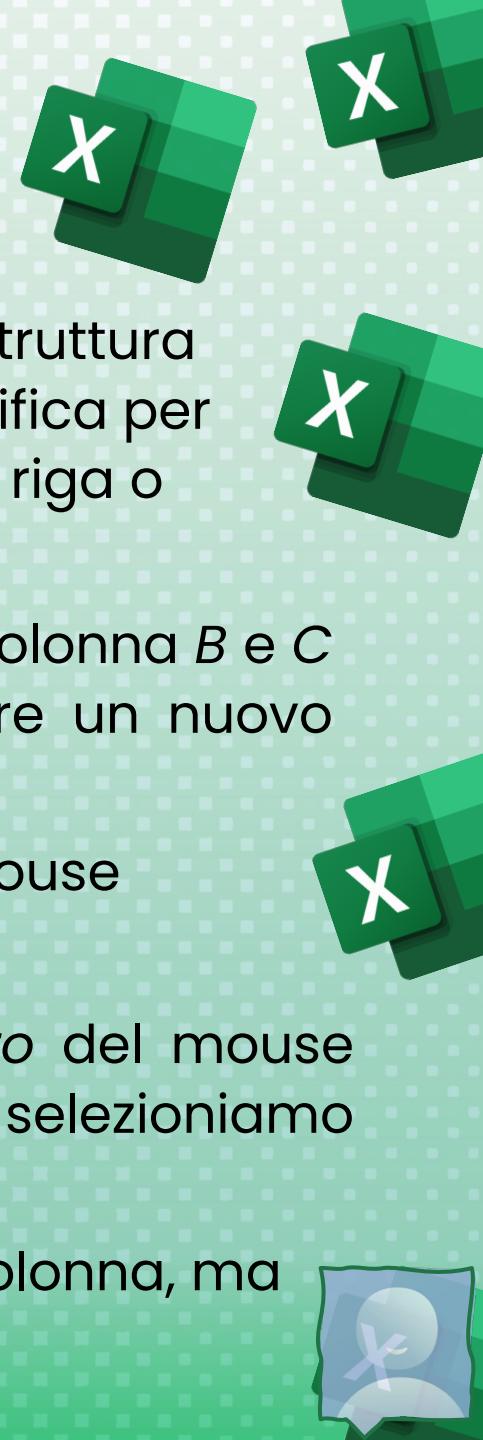 truttura
ifica per
riga o
olonna B e C
re un nuovo
ouse
o del mouse
selezioniamo
olonna, ma
X
X
X
X
X